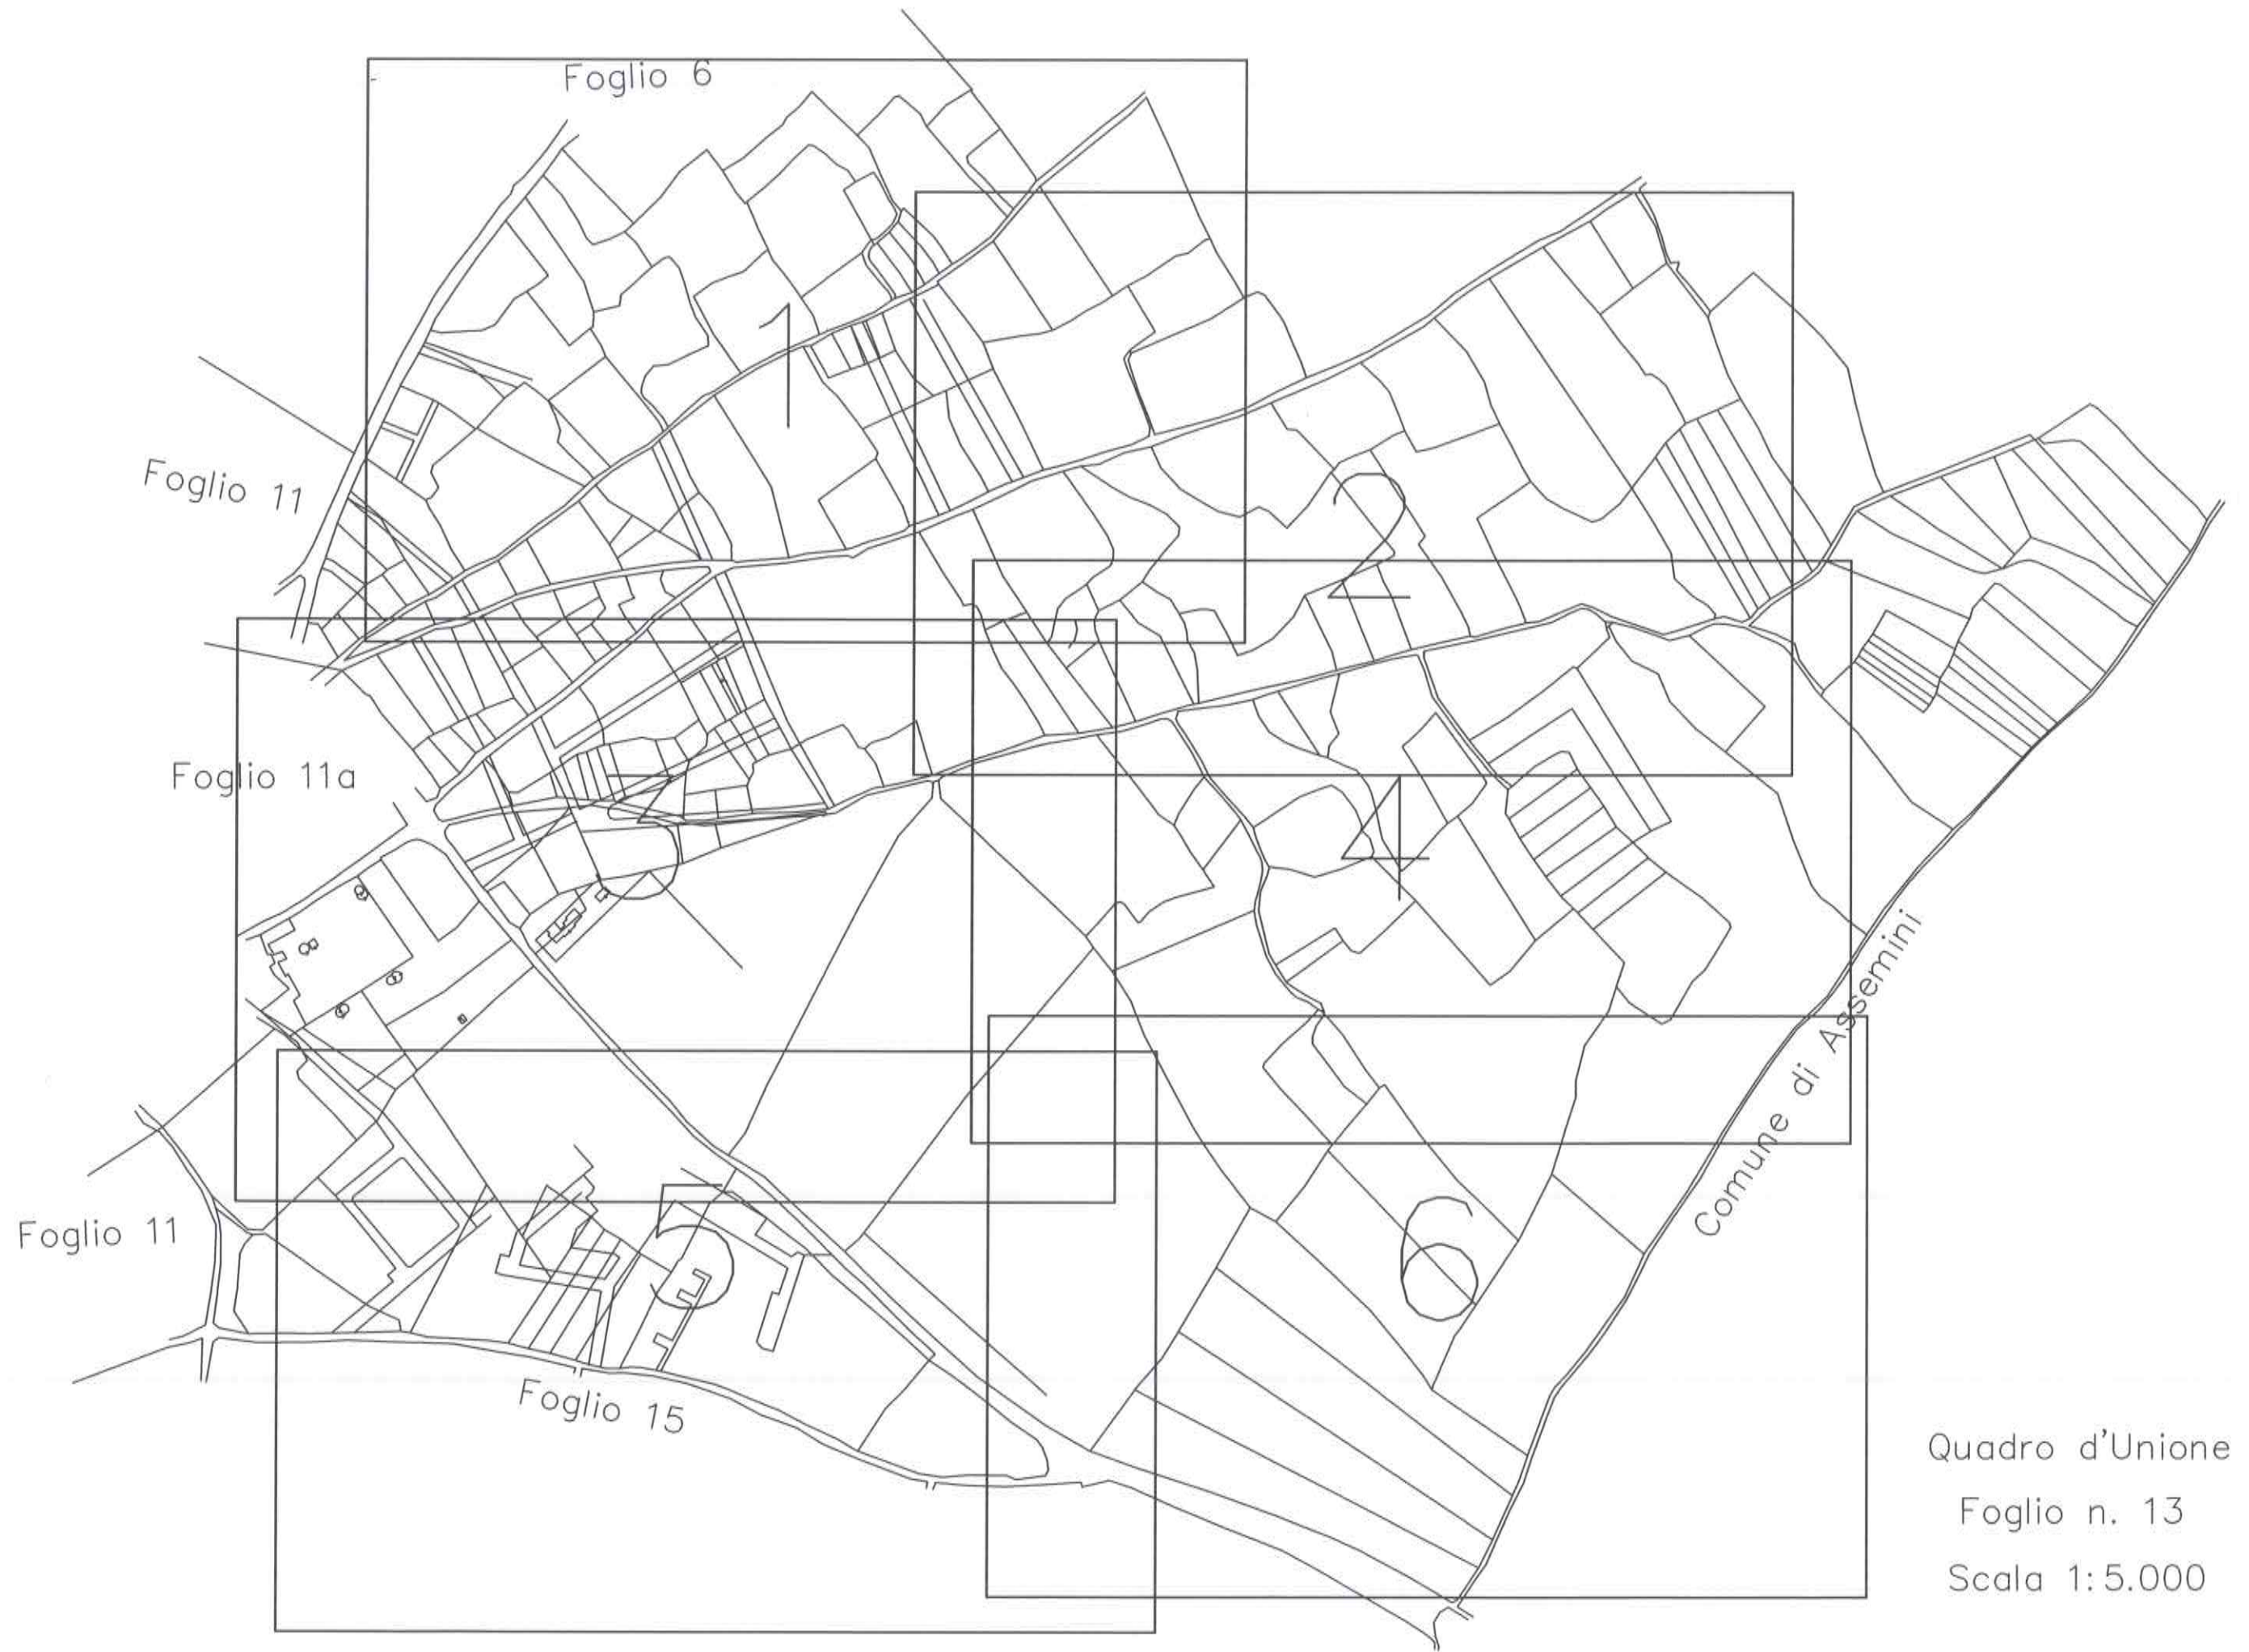 Foglio 6
1
Foglio 11
2
Foglio 11a
3
4
Comune di Assemini
Foglio 11
5
6
Foglio 15
Quadro d'Unione
Foglio n. 13
Scala 1:5.000